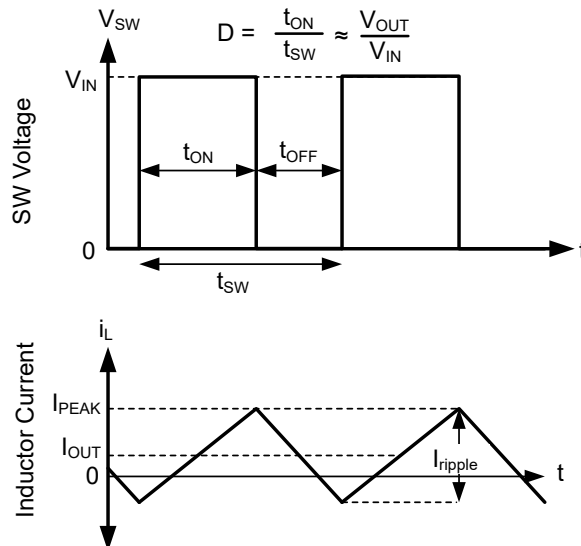 V_SW
D = t_ON / t_SW ≈ V_OUT / V_IN
V_IN
SW Voltage
t_ON
t_OFF
0
t
t_SW
i_L
Inductor Current
I_PEAK
I_OUT
I_ripple
0
t